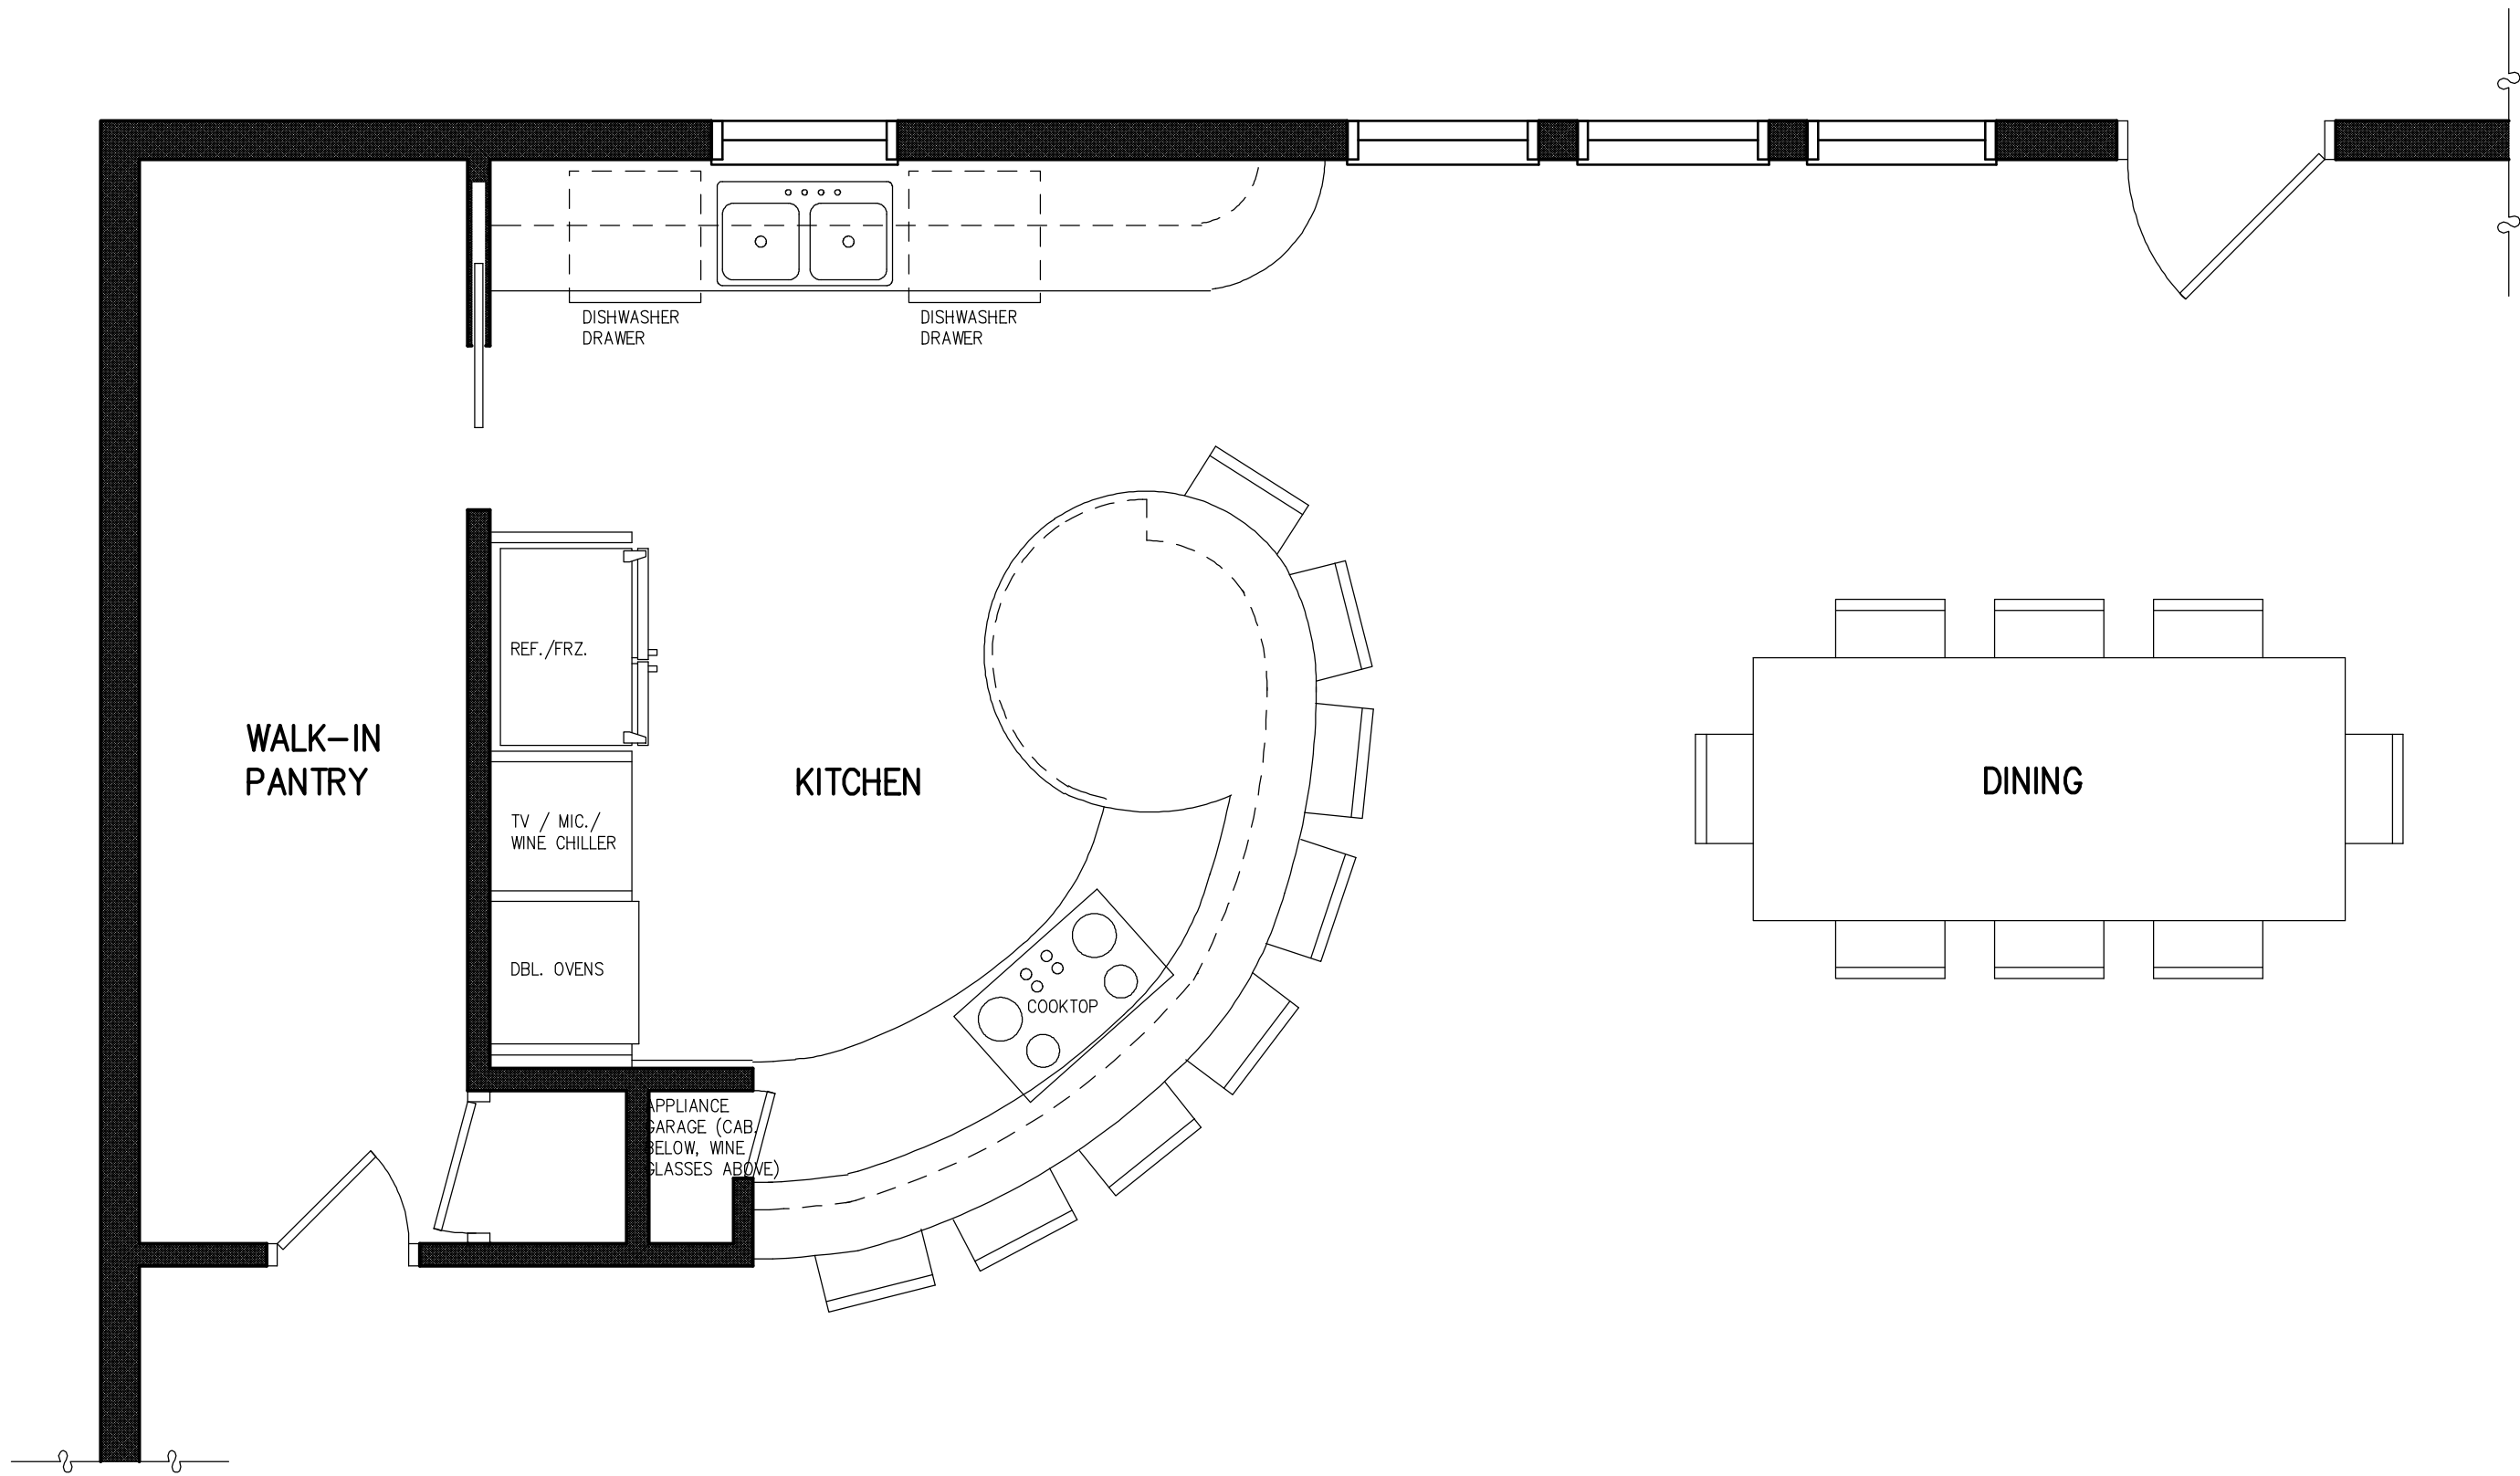 DISHWASHER
DRAWER
DISHWASHER
DRAWER
REF./FRZ.
WALK-IN
PANTRY
KITCHEN
DINING
TV / MIC./
WINE CHILLER
DBL. OVENS
COOKTOP
APPLIANCE
GARAGE (CAB.
BELOW, WINE
GLASSES ABOVE)